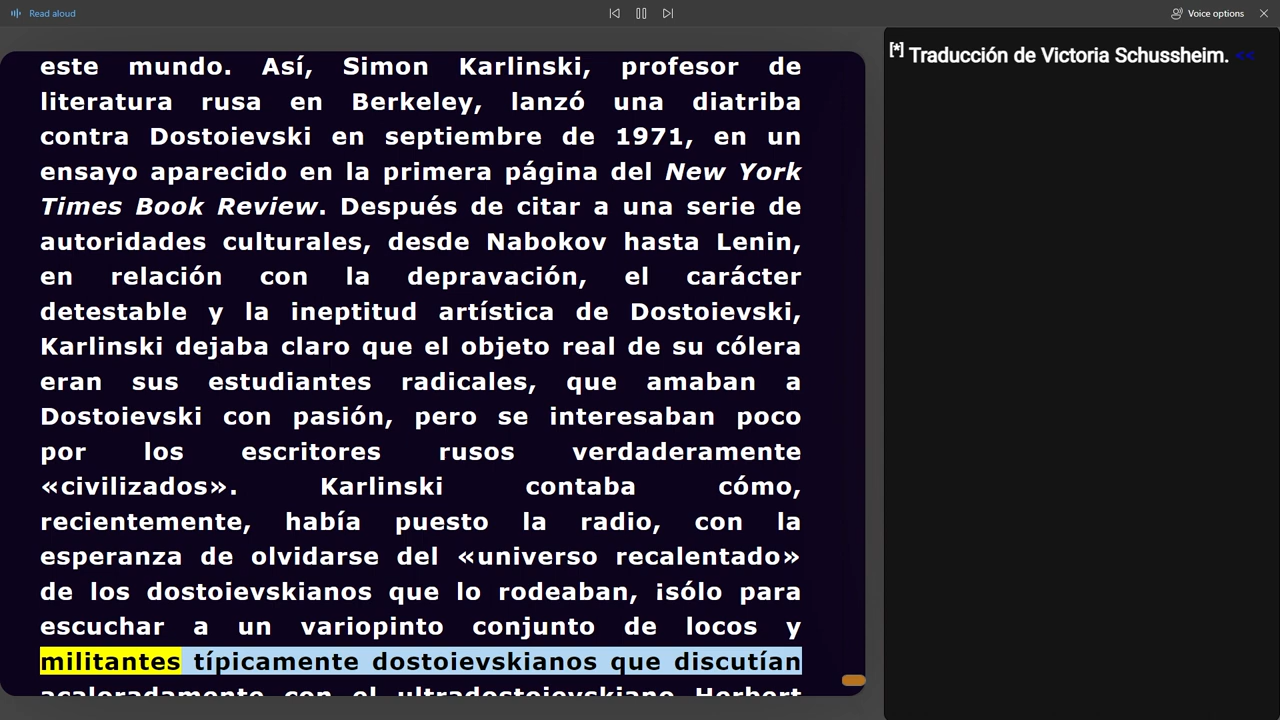 Read aloud
Voice options
este mundo. Así, Simon Karlinski, profesor de
literatura rusa en Berkeley, lanzó una diatriba
contra Dostoievski en septiembre de 1971, en un
ensayo aparecido en la primera página del New York
Times Book Review. Después de citar a una serie de
autoridades culturales, desde Nabokov hasta Lenin,
en relación con la depravación, el carácter
detestable y la ineptitud artística de Dostoievski,
Karlinski dejaba claro que el objeto real de su cólera
eran sus estudiantes radicales, que amaban a
Dostoievski con pasión, pero se interesaban poco
por los escritores rusos verdaderamente
«civilizados». Karlinski contaba cómo,
recientemente, había puesto la radio, con la
esperanza de olvidarse del «universo recalentado»
de los dostoievskianos que lo rodeaban, ¡sólo para
escuchar a un variopinto conjunto de locos y
militantes típicamente dostoievskianos que discutían
acaloradamente con el ultradostoievskiano Herbert
[*] Traducción de Victoria Schussheim. <<